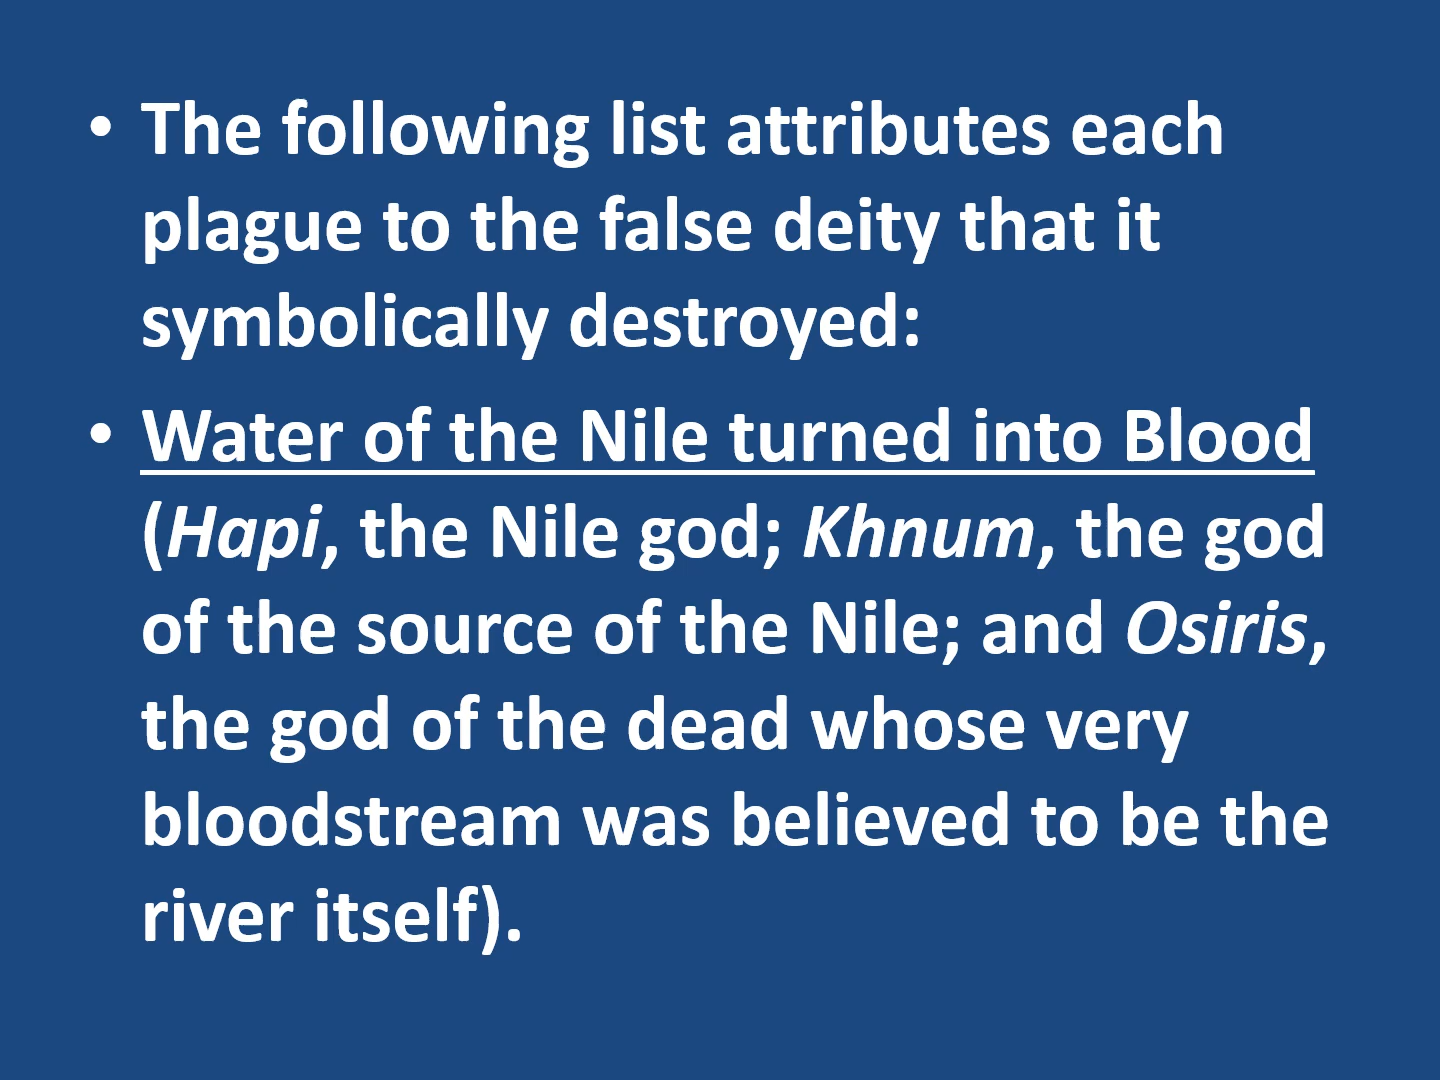 • The following list attributes each
plague to the false deity that it
symbolically destroyed:
• Water of the Nile turned into Blood
(Hapi, the Nile god; Khnum, the god
of the source of the Nile; and Osiris,
the god of the dead whose very
bloodstream was believed to be the
river itself).